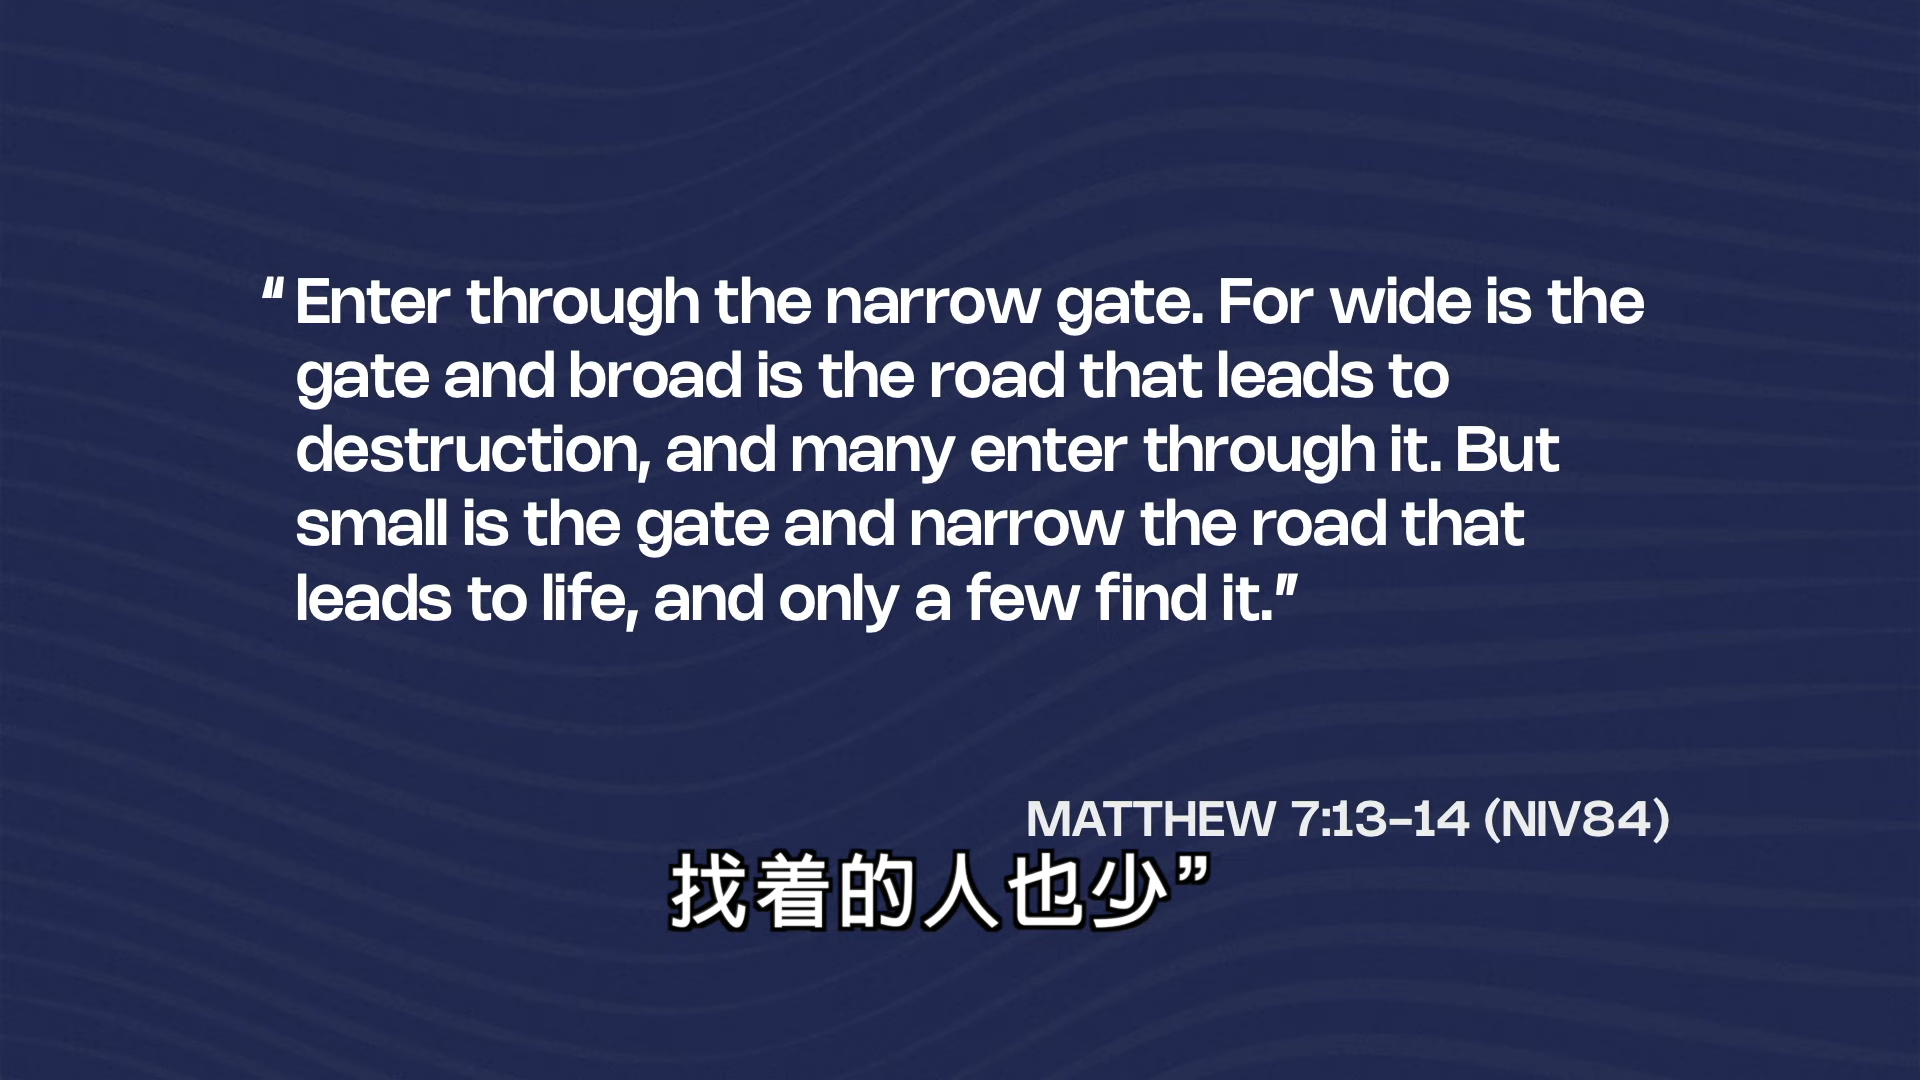 “Enter through the narrow gate. For wide is the
gate and broad is the road that leads to
destruction, and many enter through it. But
small is the gate and narrow the road that
leads to life, and only a few find it.”
MATTHEW 7:13–14 (NIV84)
找着的人也少”